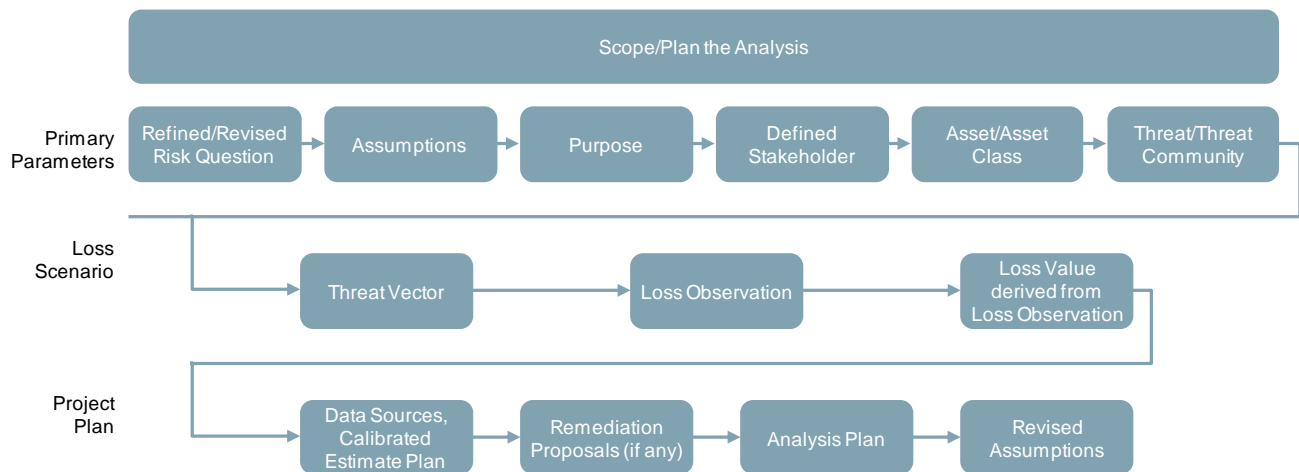 Scope/Plan the Analysis
Primary
Parameters
Refined/Revised
Risk Question
Assumptions
Purpose
Defined
Stakeholder
Asset/Asset
Class
Threat/Threat
Community
Loss
Scenario
Threat Vector
Loss Observation
Loss Value
derived from
Loss Observation
Project
Plan
Data Sources,
Calibrated
Estimate Plan
Remediation
Proposals (if any)
Analysis Plan
Revised
Assumptions